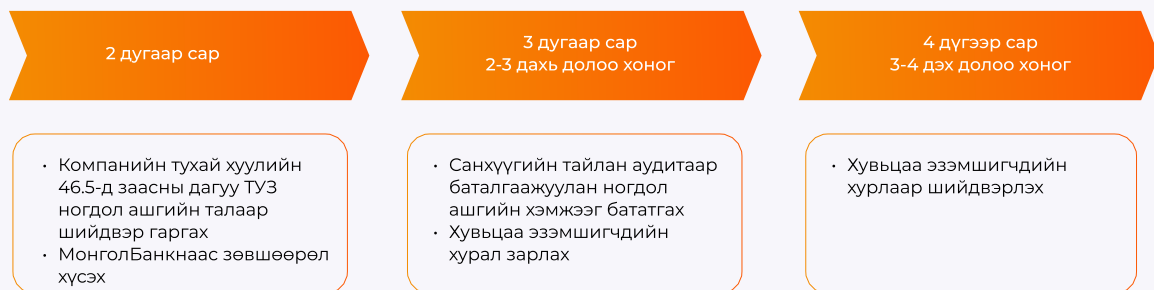 2 дугаар сар
3 дугаар сар
2-3 дахь долоо хоног
4 дүгээр сар
3-4 дэх долоо хоног
• Компанийн тухай хуулийн
46.5-д заасны дагуу ТУЗ
ногдол ашгийн талаар
шийдвэр гаргах
• МонголБанкнаас зөвшөөрөл
хүсэх
• Санхүүгийн тайлан аудитаар
баталгаажуулан ногдол
ашгийн хэмжээг бататгах
• Хувьцаа эзэмшигчдийн
хурал зарлах
• Хувьцаа эзэмшигчдийн
хурлаар шийдвэрлэх